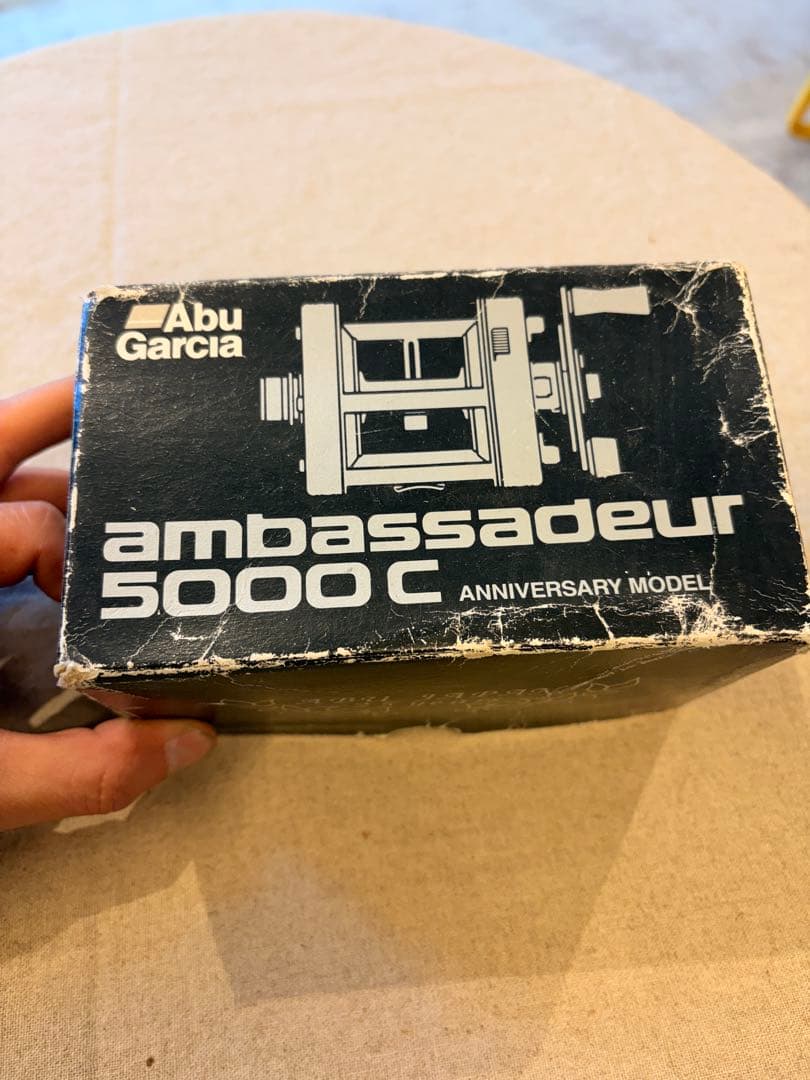 Abu
Garcia
ambassadeur
5000 C ANNIVERSARY MODEL